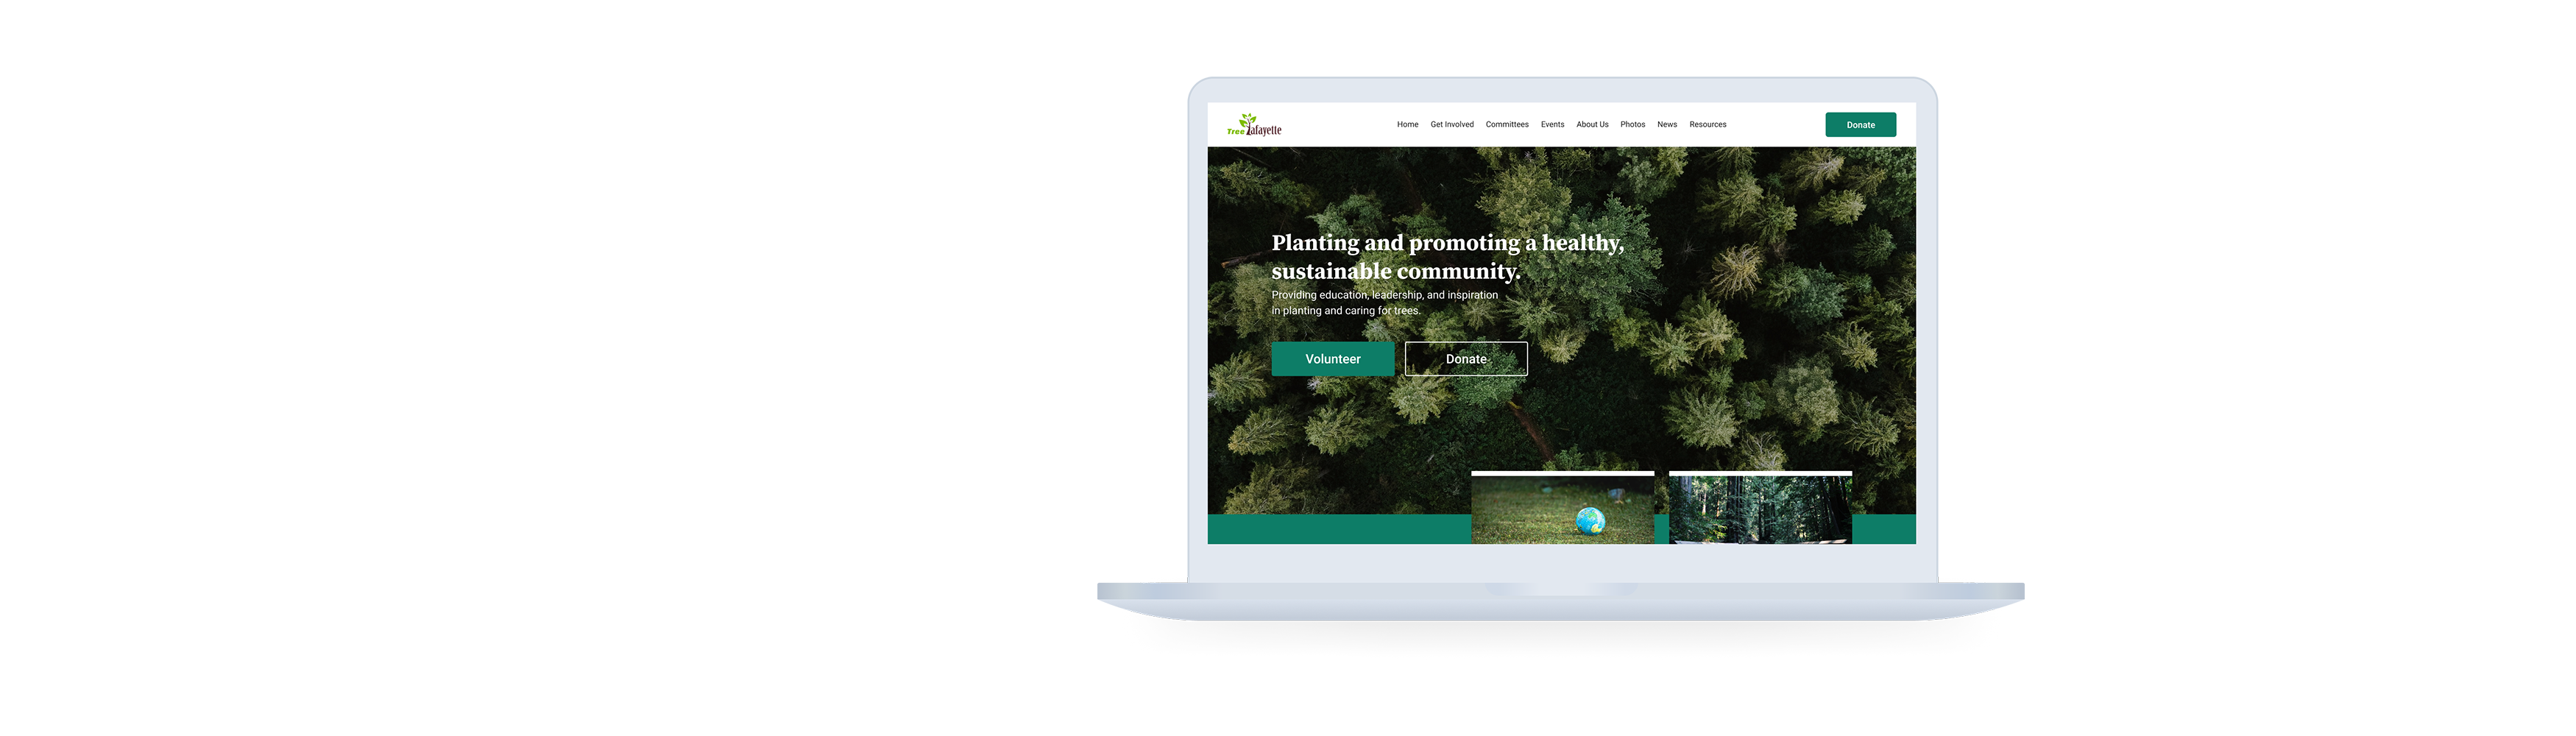 Tree Lafayette
Home Get Involved Committees Events About Us Photos News Resources
Donate
Planting and promoting a healthy,
sustainable community.
Providing education, leadership, and inspiration
in planting and caring for trees.
Volunteer Donate